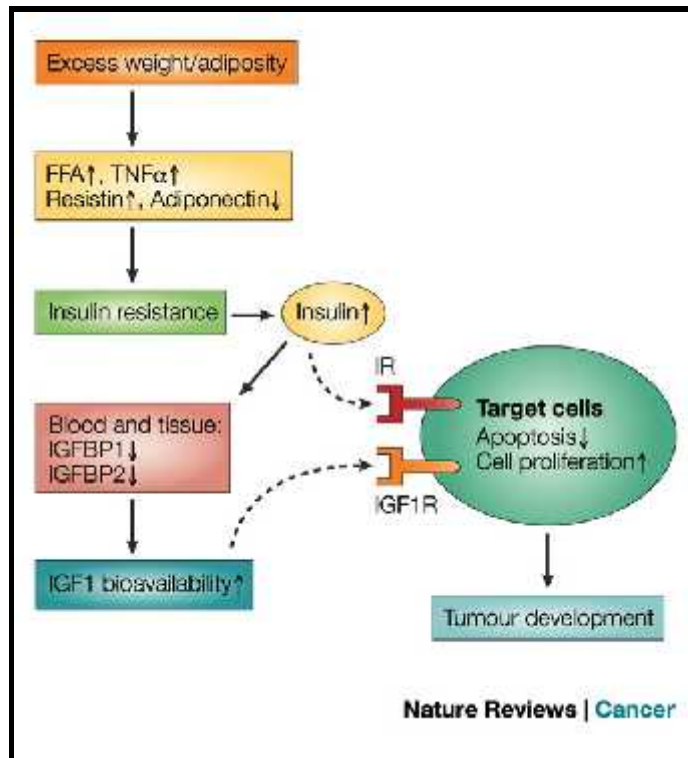 Excess weight/adiposity
FFA↑, TNFα↑
Resistin↑, Adiponectin↓
Insulin resistance
Insulin↑
IR
Target cells
Apoptosis↓
Cell proliferation↑
Blood and tissue:
IGFBP1↓
IGFBP2↓
IGF1R
IGF1 bioavailability↑
Tumour development
Nature Reviews | Cancer